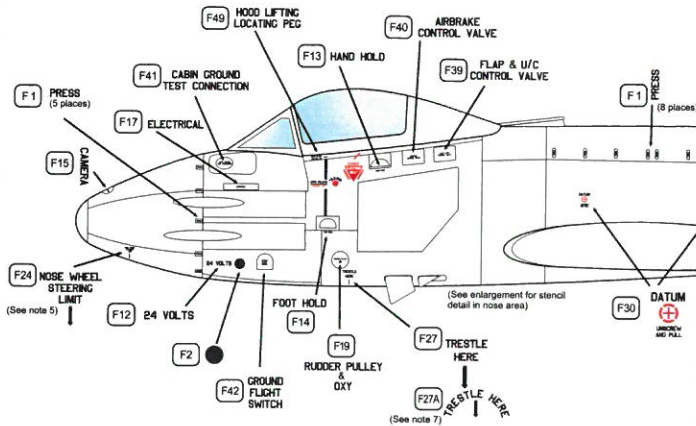 F49
HOOD LIFTING
LOCATING PEG
F40
AIRBRAKE
CONTROL VALVE
F13
HAND HOLD
F39
FLAP & U/C
CONTROL VALVE
F41
CABIN GROUND
TEST CONNECTION
F1
PRESS
(5 places)
F17
ELECTRICAL
F15
CAMERA
F1
PRESS
(8 places)
24 VOLTS
F24
NOSE WHEEL
STEERING
LIMIT
(See note 5)
F12
24 VOLTS
F2
F42
GROUND
FLIGHT
SWITCH
FOOT HOLD
F14
F19
RUDDER PULLEY
&
OXY
TRESTLE
HERE
F27
TRESTLE
HERE
F27A
(See note 7)
TRESTLE HERE
(See enlargement for stencil
detail in nose area)
DATUM
F30
DATUM
UNSCREW
AND PULL